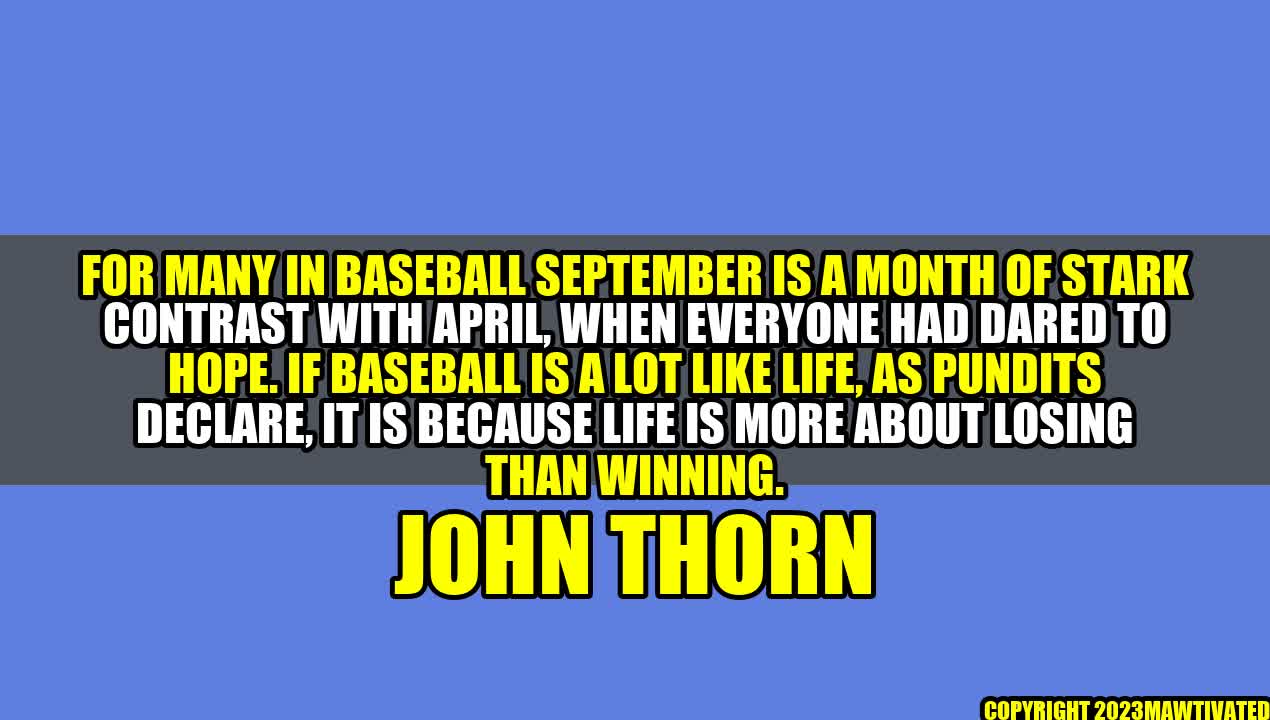 FOR MANY IN BASEBALL SEPTEMBER IS A MONTH OF STARK
CONTRAST WITH APRIL, WHEN EVERYONE HAD DARED TO
HOPE. IF BASEBALL IS A LOT LIKE LIFE, AS PUNDITS
DECLARE, IT IS BECAUSE LIFE IS MORE ABOUT LOSING
THAN WINNING.
JOHN THORN
COPYRIGHT 2023MAWTIVATED